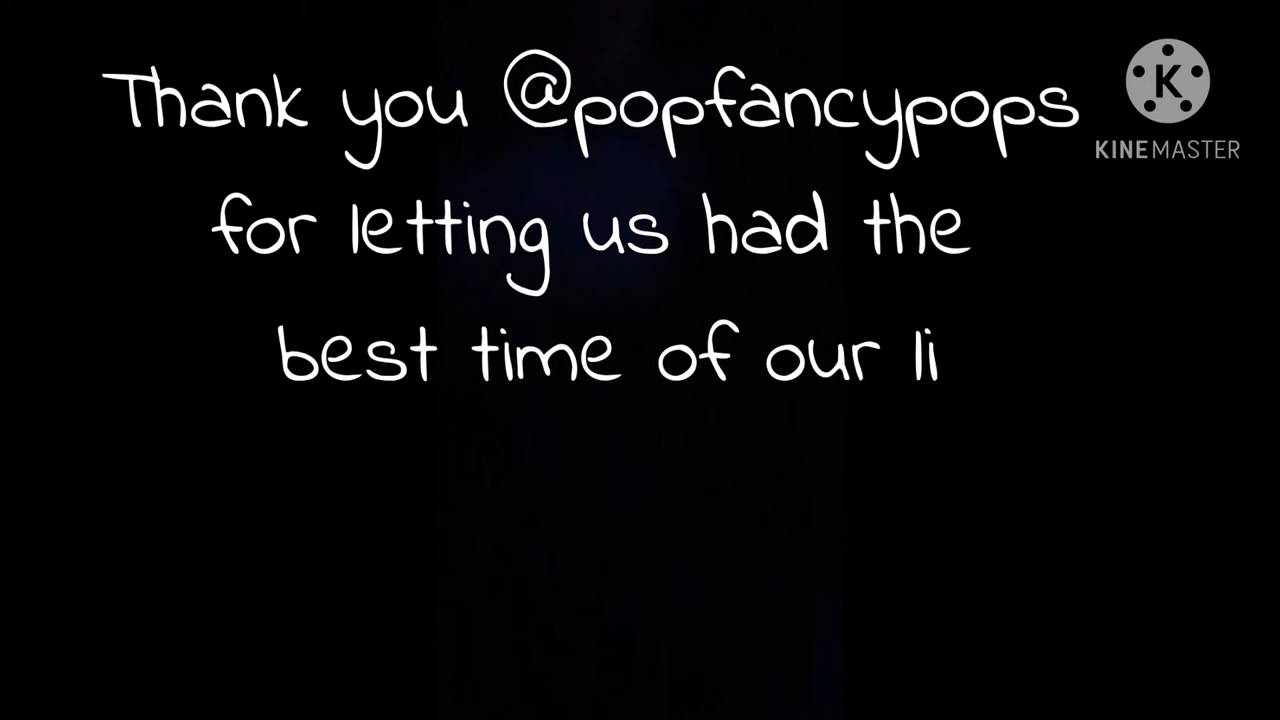 Thank you @popfancypops
for letting us had the
best time of our li
K
KINEMASTER